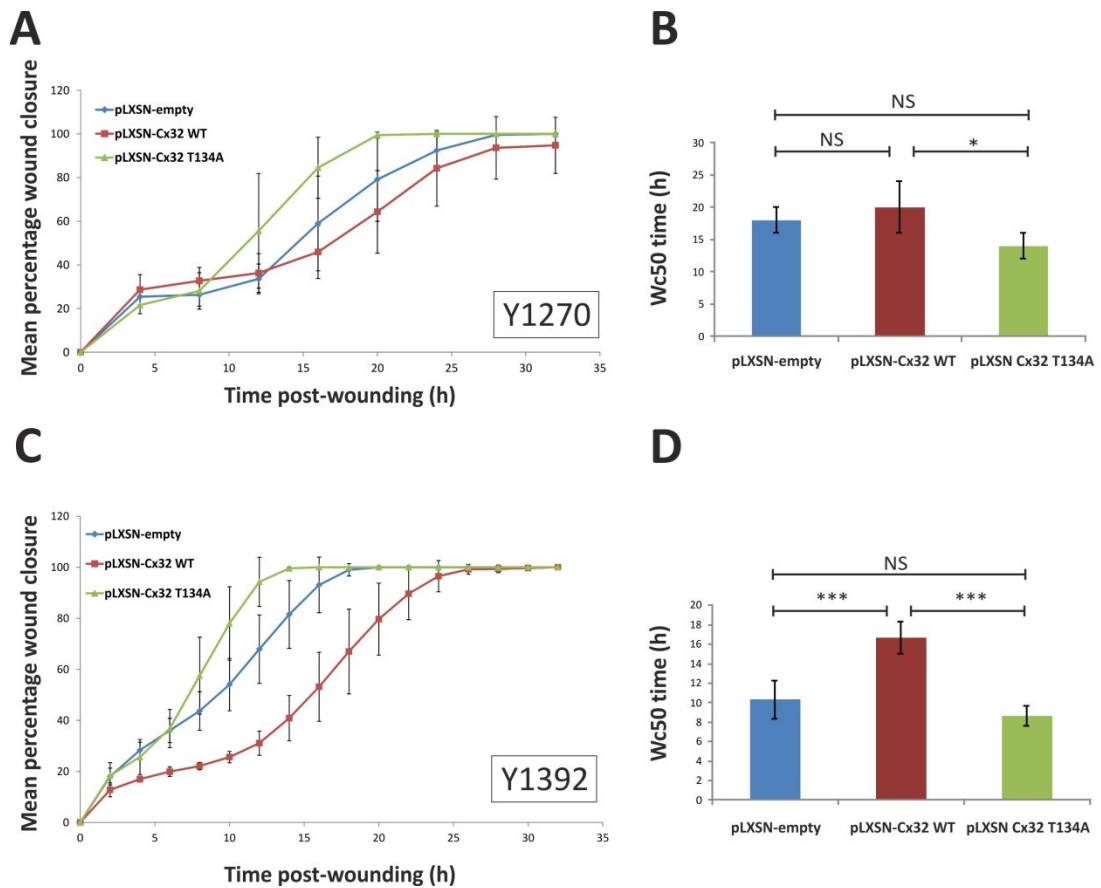 A
Mean percentage wound closure
120
100
80
60
40
20
0
pLXSN-empty
pLXSN-Cx32 WT
pLXSN-Cx32 T134A
Y1270
0 5 10 15 20 25 30 35
Time post-wounding (h)
B
NS
NS *
Wc50 time (h)
30
25
20
15
10
5
0
pLXSN-empty pLXSN-Cx32 WT pLXSN Cx32 T134A
C
Mean percentage wound closure
120
100
80
60
40
20
0
pLXSN-empty
pLXSN-Cx32 WT
pLXSN-Cx32 T134A
Y1392
0 5 10 15 20 25 30 35
Time post-wounding (h)
D
NS
*** ***
Wc50 time (h)
20
18
16
14
12
10
8
6
4
2
0
pLXSN-empty pLXSN-Cx32 WT pLXSN Cx32 T134A